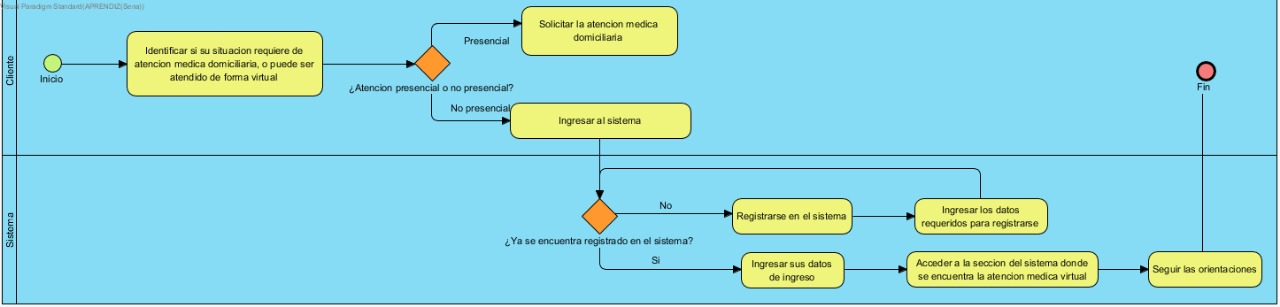 Visual Paradigm Standard(APRENDIZ(Sena))
Cliente
Inicio
Identificar si su situacion requiere de
atencion medica domiciliaria, o puede ser
atendido de forma virtual
¿Atencion presencial o no presencial?
Presencial
Solicitar la atencion medica
domiciliaria
No presencial
Ingresar al sistema
Fin
Sistema
¿Ya se encuentra registrado en el sistema?
No
Registrarse en el sistema
Ingresar los datos
requeridos para registrarse
Si
Ingresar sus datos
de ingreso
Acceder a la seccion del sistema donde
se encuentra la atencion medica virtual
Seguir las orientaciones